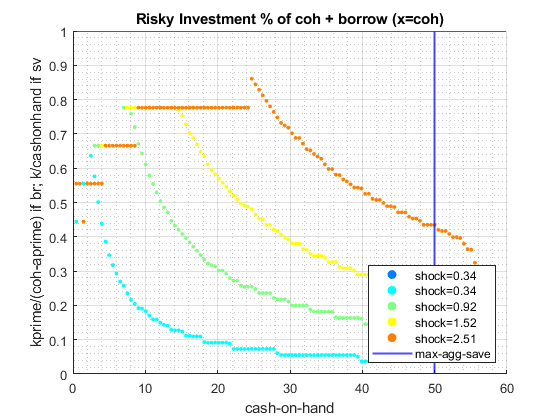 Risky Investment % of coh + borrow (x=coh)
kprime/(coh-aprime) if br; k/cashonhand if sv
1
0.9
0.8
0.7
0.6
0.5
0.4
0.3
0.2
0.1
0
0 10 20 30 40 50 60
cash-on-hand
shock=0.34
shock=0.34
shock=0.92
shock=1.52
shock=2.51
max-agg-save